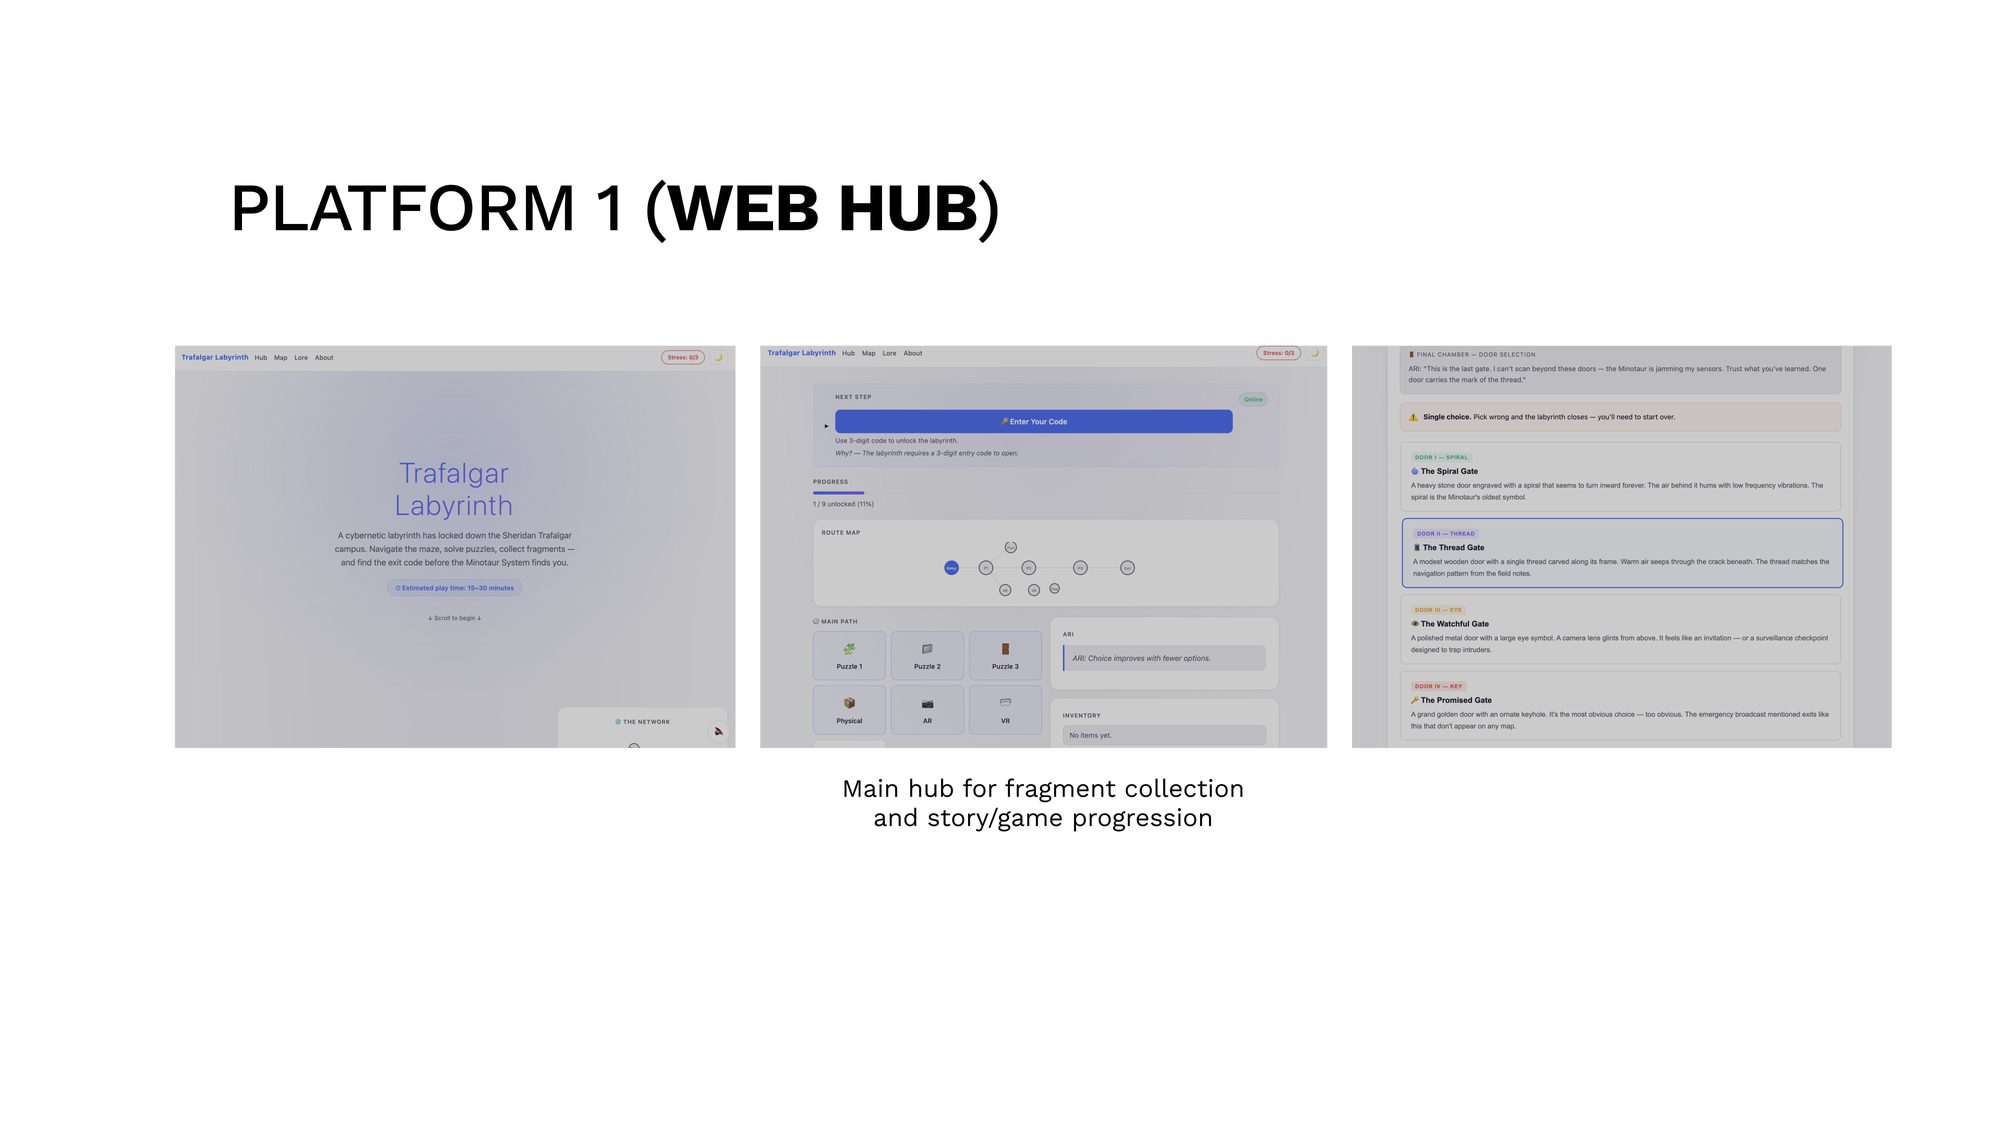 PLATFORM 1 (WEB HUB)
Trafalgar Labyrinth Hub Map Lore About Stress: 0/3
Trafalgar
Labyrinth
A cybernetic labyrinth has locked down the Sheridan Trafalgar
campus. Navigate the maze, solve puzzles, collect fragments —
and find the exit code before the Minotaur System finds you.
Estimated play time: 15–30 minutes
↓ Scroll to begin ↓
THE NETWORK
Trafalgar Labyrinth Hub Map Lore About Stress: 0/3
NEXT STEP
Online
Enter Your Code
Use 3-digit code to unlock the labyrinth.
Why? — The labyrinth requires a 3-digit entry code to open.
PROGRESS
1 / 9 unlocked (11%)
ROUTE MAP
Entry P1 P2 P3
MAIN PATH
Puzzle 1 Puzzle 2 Puzzle 3
Physical AR VR
ARI
ARI: Choice improves with fewer options.
INVENTORY
No items yet.
FINAL CHAMBER — DOOR SELECTION
ARI: "This is the last gate. I can't scan beyond these doors — the Minotaur is jamming my sensors. Trust what you've learned. One
door carries the mark of the thread."
Single choice. Pick wrong and the labyrinth closes — you'll need to start over.
DOOR I — SPIRAL
The Spiral Gate
A heavy stone door engraved with a spiral that seems to turn inward forever. The air behind it hums with low frequency vibrations. The
spiral is the Minotaur's oldest symbol.
DOOR II — THREAD
The Thread Gate
A modest wooden door with a single thread carved along its frame. Warm air seeps through the crack beneath. The thread matches the
navigation pattern from the field notes.
DOOR III — EYE
The Watchful Gate
A polished metal door with a large eye symbol. A camera lens glints from above. It feels like an invitation — or a surveillance checkpoint
designed to trap intruders.
DOOR IV — KEY
The Promised Gate
A grand golden door with an ornate keyhole. It's the most obvious choice — too obvious. The emergency broadcast mentioned exits like
this that don't appear on any map.
Main hub for fragment collection
and story/game progression